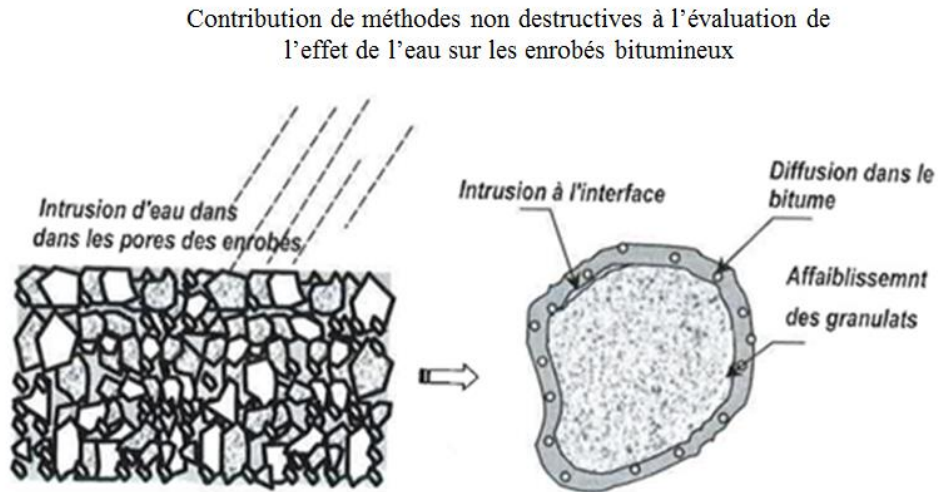 Contribution de méthodes non destructives à l'évaluation de
l'effet de l'eau sur les enrobés bitumineux
Intrusion d'eau dans
dans les pores des enrobés
Intrusion à l'interface
Diffusion dans le
bitume
Affaiblissemnt
des granulats